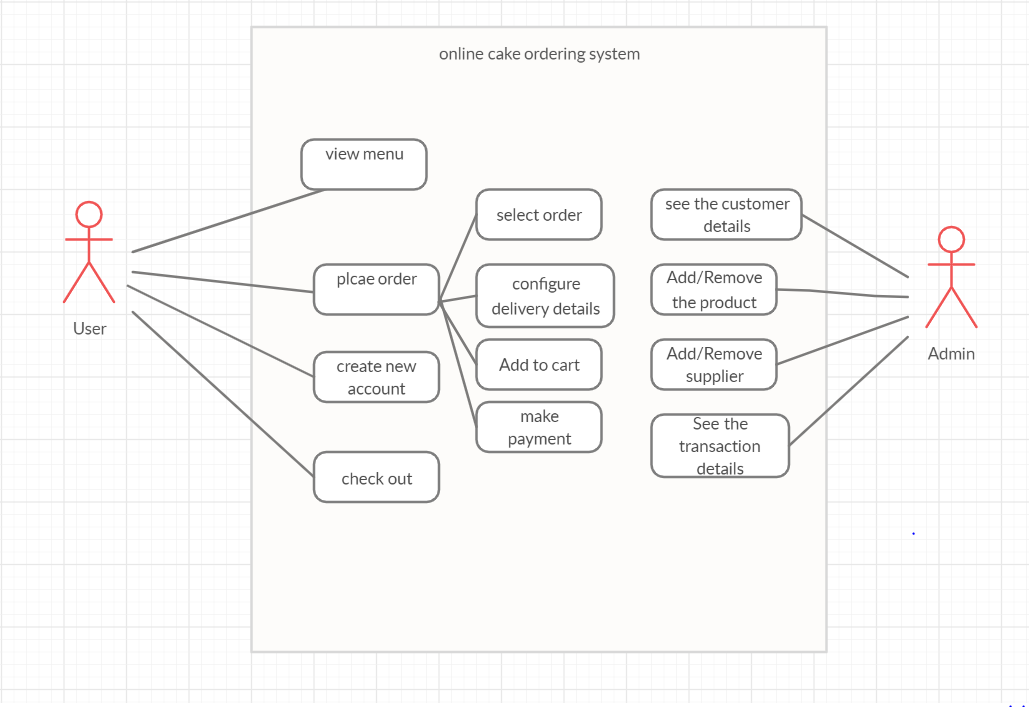 online cake ordering system
view menu
select order
see the customer
details
plcae order
configure
delivery details
Add/Remove
the product
User
create new
account
Add to cart
Add/Remove
supplier
Admin
make
payment
See the
transaction
details
check out